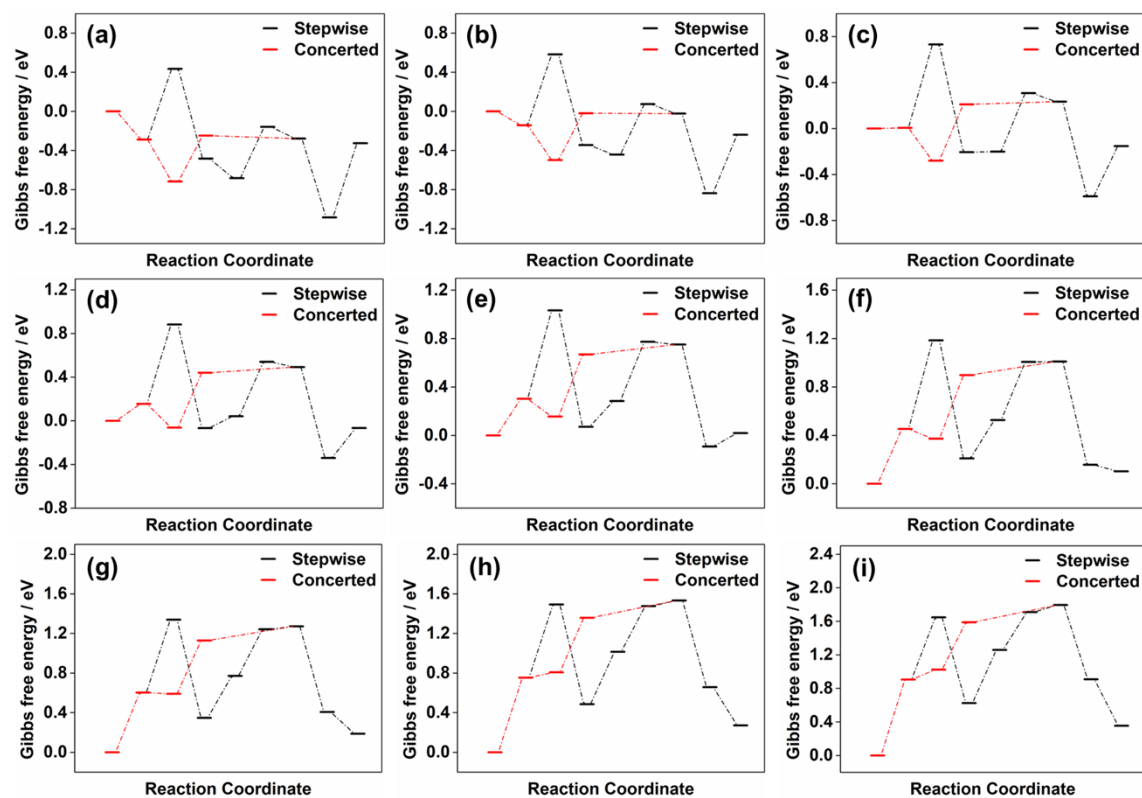 (a)
Stepwise
Concerted
0.8
0.4
0.0
-0.4
-0.8
-1.2
Gibbs free energy / eV
Reaction Coordinate
(b)
Stepwise
Concerted
0.8
0.4
0.0
-0.4
-0.8
-1.2
Gibbs free energy / eV
Reaction Coordinate
(c)
Stepwise
Concerted
0.8
0.4
0.0
-0.4
-0.8
Gibbs free energy / eV
Reaction Coordinate
(d)
Stepwise
Concerted
1.2
0.8
0.4
0.0
-0.4
-0.8
Gibbs free energy / eV
Reaction Coordinate
(e)
Stepwise
Concerted
1.2
0.8
0.4
0.0
-0.4
Gibbs free energy / eV
Reaction Coordinate
(f)
Stepwise
Concerted
1.6
1.2
0.8
0.4
0.0
Gibbs free energy / eV
Reaction Coordinate
(g)
Stepwise
Concerted
2.0
1.6
1.2
0.8
0.4
0.0
Gibbs free energy / eV
Reaction Coordinate
(h)
Stepwise
Concerted
2.0
1.6
1.2
0.8
0.4
0.0
Gibbs free energy / eV
Reaction Coordinate
(i)
Stepwise
Concerted
2.4
2.0
1.6
1.2
0.8
0.4
0.0
Gibbs free energy / eV
Reaction Coordinate